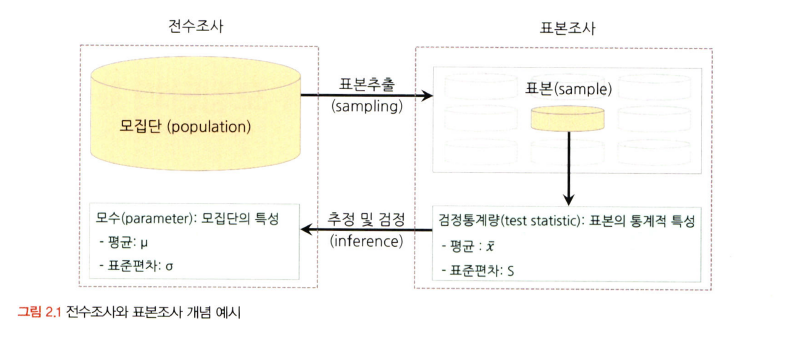 전수조사
표본조사
모집단 (population)
표본추출
(sampling)
표본(sample)
모수(parameter): 모집단의 특성
- 평균: μ
- 표준편차: σ
추정 및 검정
(inference)
검정통계량(test statistic): 표본의 통계적 특성
- 평균 : x̄
- 표준편차: S
그림 2.1 전수조사와 표본조사 개념 예시